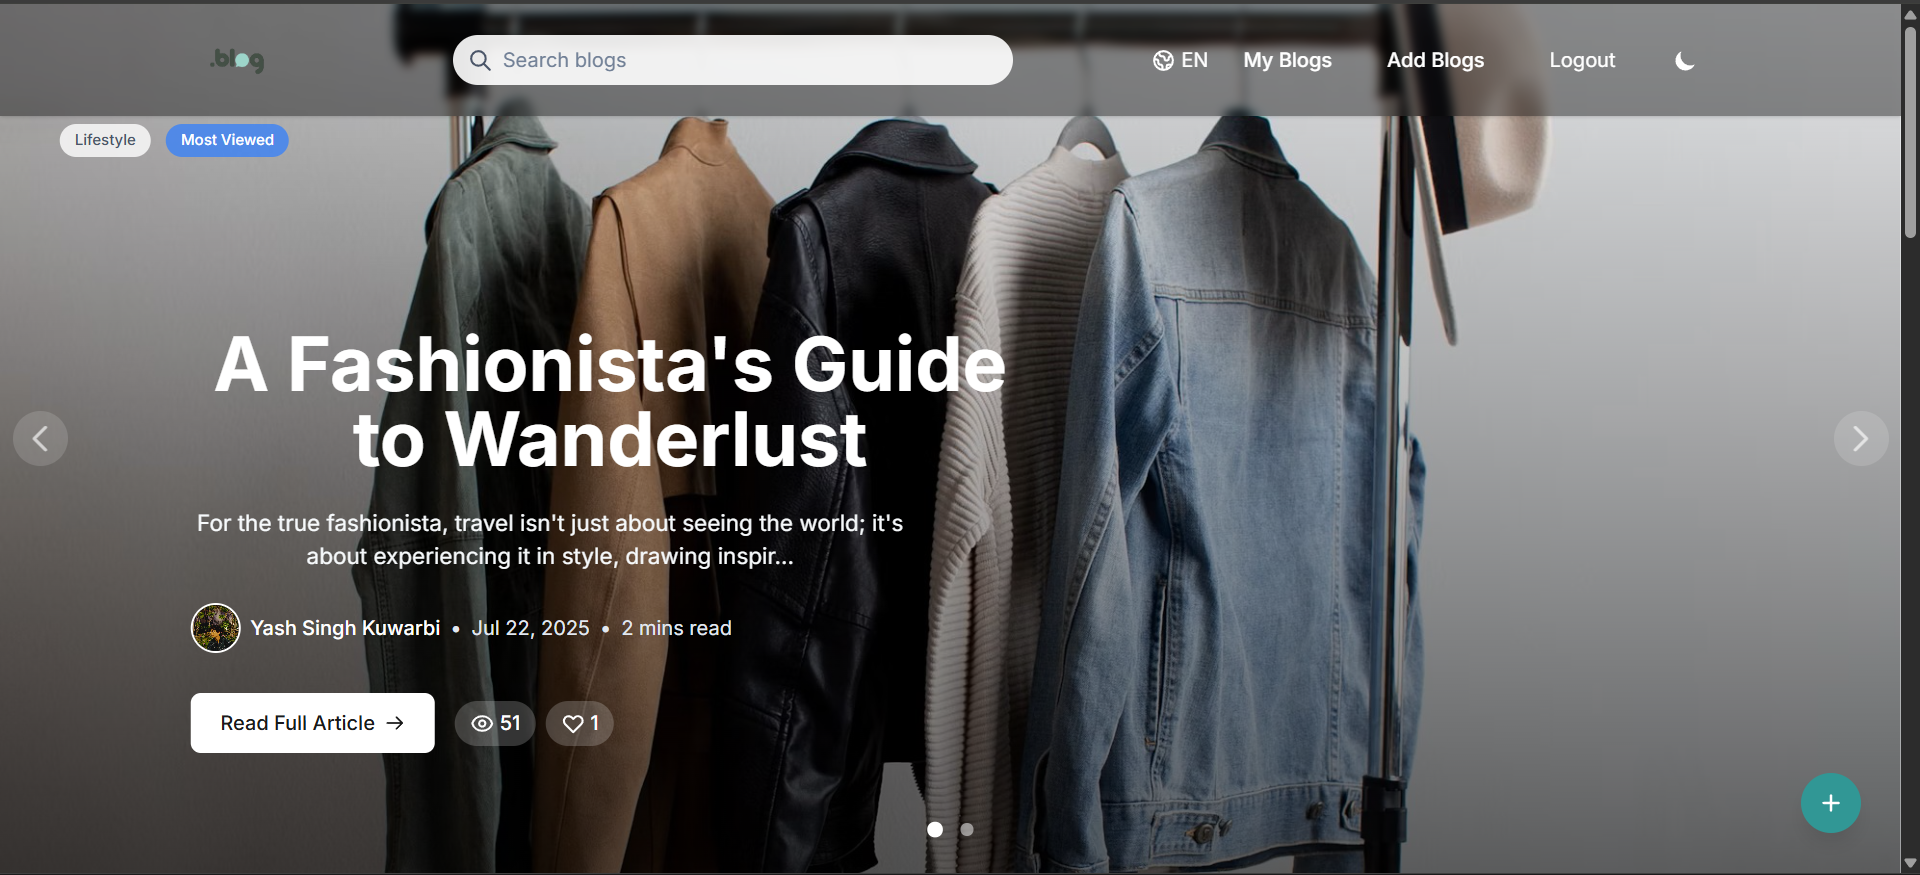 .blog
Search blogs
EN
My Blogs
Add Blogs
Logout
Lifestyle
Most Viewed
A Fashionista's Guide
to Wanderlust
For the true fashionista, travel isn't just about seeing the world; it's
about experiencing it in style, drawing inspir...
Yash Singh Kuwarbi • Jul 22, 2025 • 2 mins read
Read Full Article →
51
1